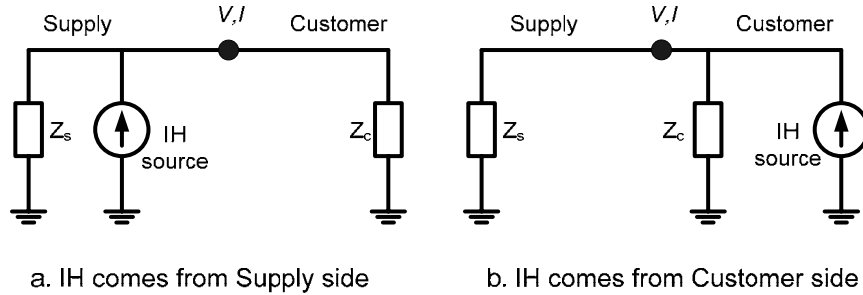 V,I
Supply
Customer
Zs
IH
source
Zc
a. IH comes from Supply side
V,I
Supply
Customer
Zs
Zc
IH
source
b. IH comes from Customer side